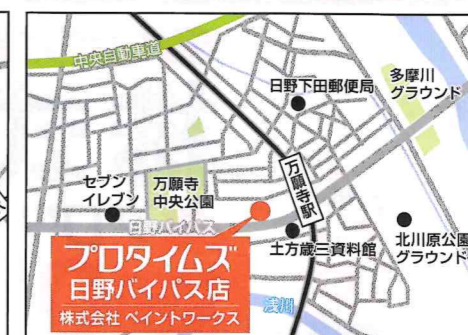 中央自動車道
日野下田郵便局
多摩川
グラウンド
セブン
イレブン
万願寺
中央公園
万願寺駅
日野バイパス
土方歳三資料館
北川原公園
グラウンド
プロタイムズ
日野バイパス店
株式会社 ペイントワークス
浅川